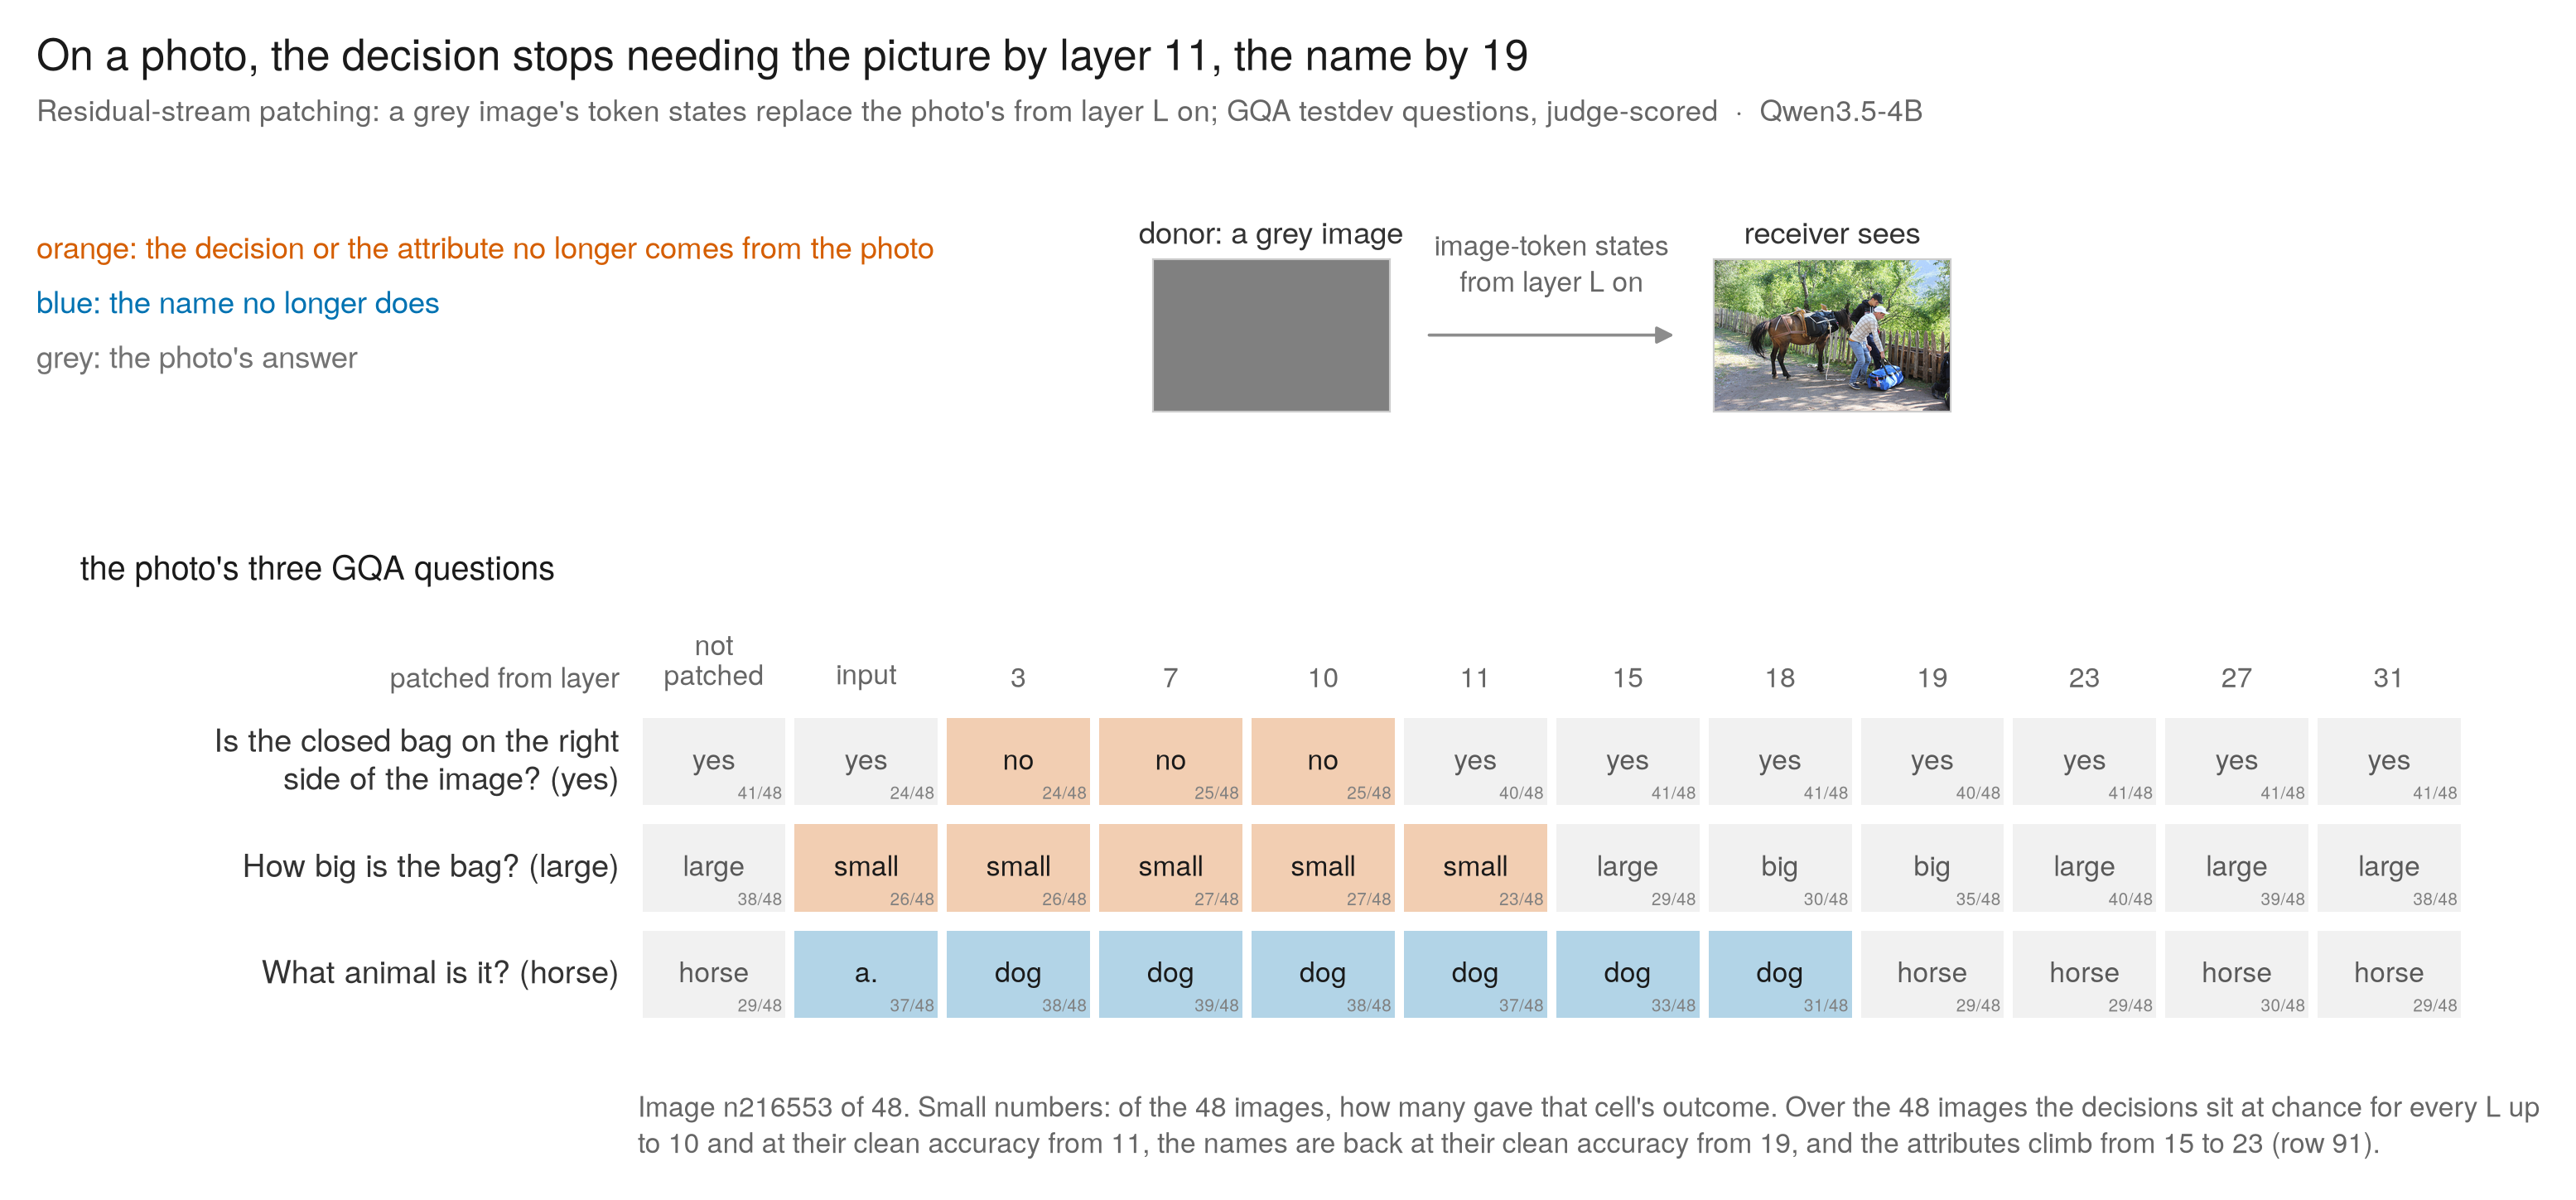 On a photo, the decision stops needing the picture by layer 11, the name by 19
Residual-stream patching: a grey image's token states replace the photo's from layer L on; GQA testdev questions, judge-scored · Qwen3.5-4B
orange: the decision or the attribute no longer comes from the photo
blue: the name no longer does
grey: the photo's answer
donor: a grey image
image-token states
from layer L on
receiver sees
the photo's three GQA questions
patched from layer
not
patched
input 3 7 10 11 15 18 19 23 27 31
Is the closed bag on the right
side of the image? (yes)
yes yes no no no yes yes yes yes yes yes yes
41/48 24/48 24/48 25/48 25/48 40/48 41/48 41/48 40/48 41/48 41/48 41/48
How big is the bag? (large)
large small small small small small large big big large large large
38/48 26/48 26/48 27/48 27/48 23/48 29/48 30/48 35/48 40/48 39/48 38/48
What animal is it? (horse)
horse a. dog dog dog dog dog dog horse horse horse horse
29/48 37/48 38/48 39/48 38/48 37/48 33/48 31/48 29/48 29/48 30/48 29/48
Image n216553 of 48. Small numbers: of the 48 images, how many gave that cell's outcome. Over the 48 images the decisions sit at chance for every L up
to 10 and at their clean accuracy from 11, the names are back at their clean accuracy from 19, and the attributes climb from 15 to 23 (row 91).